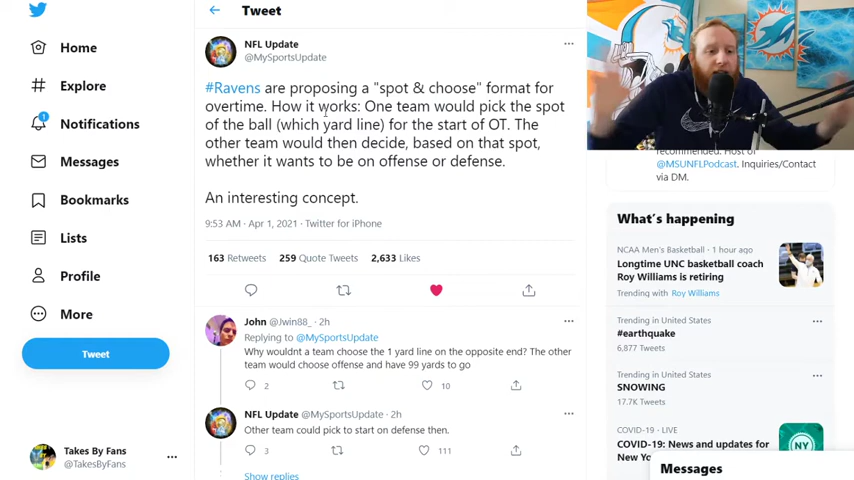 Tweet
Home
Explore
1
Notifications
Messages
Bookmarks
Lists
Profile
More
Tweet
Takes By Fans
@TakesByFans
NFL Update
@MySportsUpdate
#Ravens are proposing a "spot & choose" format for
overtime. How it works: One team would pick the spot
of the ball (which yard line) for the start of OT. The
other team would then decide, based on that spot,
whether it wants to be on offense or defense.
An interesting concept.
9:53 AM · Apr 1, 2021 · Twitter for iPhone
163 Retweets 259 Quote Tweets 2,633 Likes
John @Jwin88_ · 2h
Replying to @MySportsUpdate
Why wouldnt a team choose the 1 yard line on the opposite end? The other
team would choose offense and have 99 yards to go
2 10
NFL Update @MySportsUpdate · 2h
Other team could pick to start on defense then.
3 111
Show replies
recommended. Host of
@MSUNFLPodcast. Inquiries/Contact
via DM.
What's happening
NCAA Men's Basketball · 1 hour ago
Longtime UNC basketball coach
Roy Williams is retiring
Trending with Roy Williams
Trending in United States
#earthquake
6,877 Tweets
Trending in United States
SNOWING
17.7K Tweets
COVID-19 · LIVE
COVID-19: News and updates for
New Yo
NY
Messages